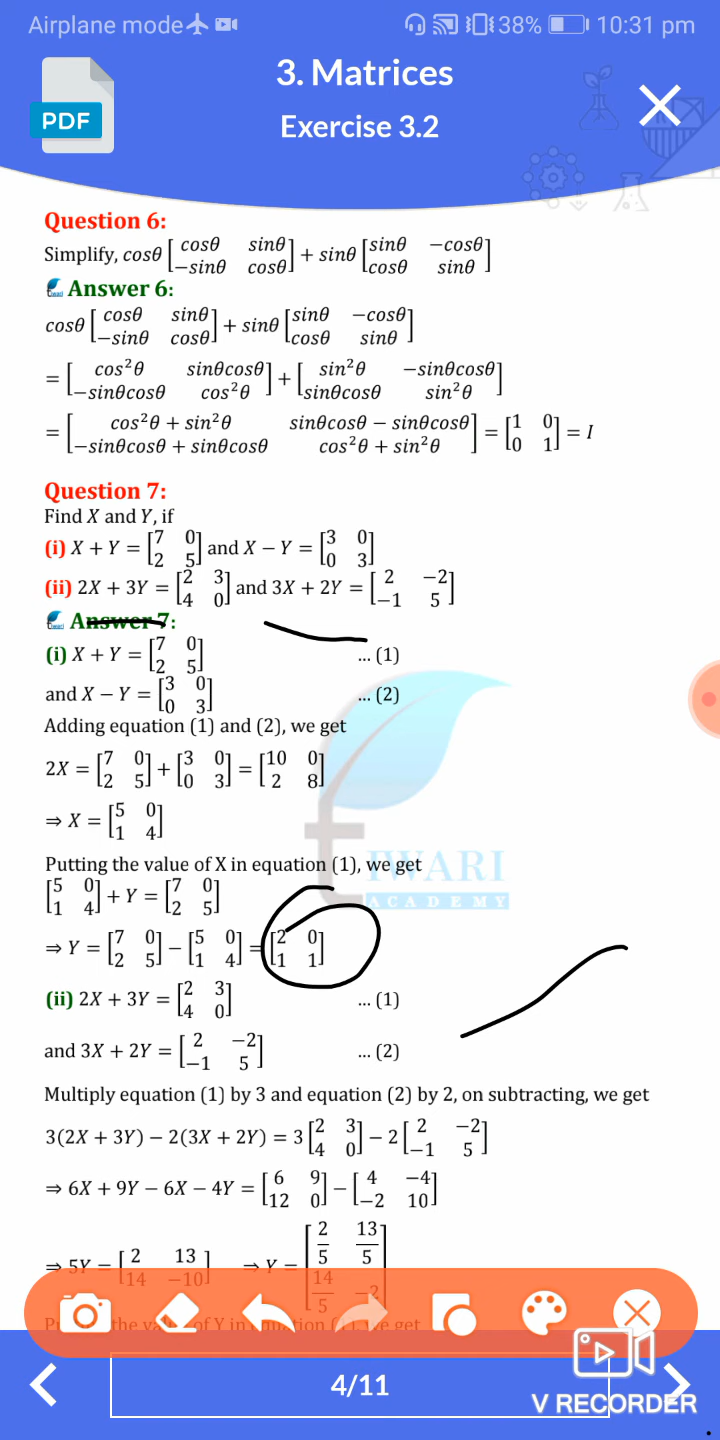 Airplane mode 38% 10:31 pm
PDF
3. Matrices
Exercise 3.2
Question 6:
Simplify, cosθ [cosθ sinθ; −sinθ cosθ] + sinθ [sinθ −cosθ; cosθ sinθ]
Tiwari Answer 6:
cosθ [cosθ sinθ; −sinθ cosθ] + sinθ [sinθ −cosθ; cosθ sinθ]
= [cos²θ sinθcosθ; −sinθcosθ cos²θ] + [sin²θ −sinθcosθ; sinθcosθ sin²θ]
= [cos²θ + sin²θ sinθcosθ − sinθcosθ; −sinθcosθ + sinθcosθ cos²θ + sin²θ] = [1 0; 0 1] = I
Question 7:
Find X and Y, if
(i) X + Y = [7 0; 2 5] and X − Y = [3 0; 0 3]
(ii) 2X + 3Y = [2 3; 4 0] and 3X + 2Y = [2 −2; −1 5]
Tiwari Answer 7:
(i) X + Y = [7 0; 2 5] ... (1)
and X − Y = [3 0; 0 3] ... (2)
Adding equation (1) and (2), we get
2X = [7 0; 2 5] + [3 0; 0 3] = [10 0; 2 8]
⇒ X = [5 0; 1 4]
Putting the value of X in equation (1), we get
[5 0; 1 4] + Y = [7 0; 2 5]
⇒ Y = [7 0; 2 5] − [5 0; 1 4] = [2 0; 1 1]
TIWARI
ACADEMY
(ii) 2X + 3Y = [2 3; 4 0] ... (1)
and 3X + 2Y = [2 −2; −1 5] ... (2)
Multiply equation (1) by 3 and equation (2) by 2, on subtracting, we get
3(2X + 3Y) − 2(3X + 2Y) = 3 [2 3; 4 0] − 2 [2 −2; −1 5]
⇒ 6X + 9Y − 6X − 4Y = [6 9; 12 0] − [4 −4; −2 10]
⇒ 5Y = [2 13; 14 −10] ⇒ Y = [2/5 13/5; 14/5 −2]
the of Y in (1), we get
4/11
V RECORDER